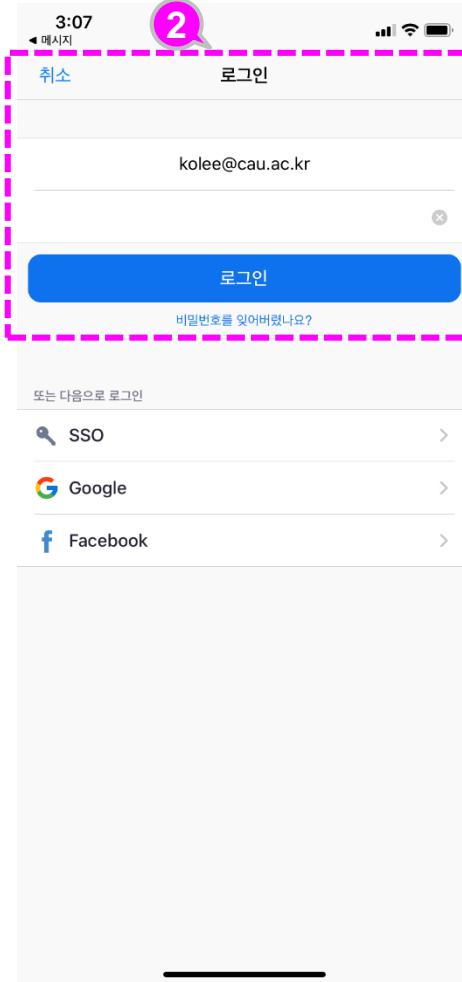 3:07
2
◀ 메시지
취소
로그인
kolee@cau.ac.kr
로그인
비밀번호를 잊어버렸나요?
또는 다음으로 로그인
SSO
Google
Facebook